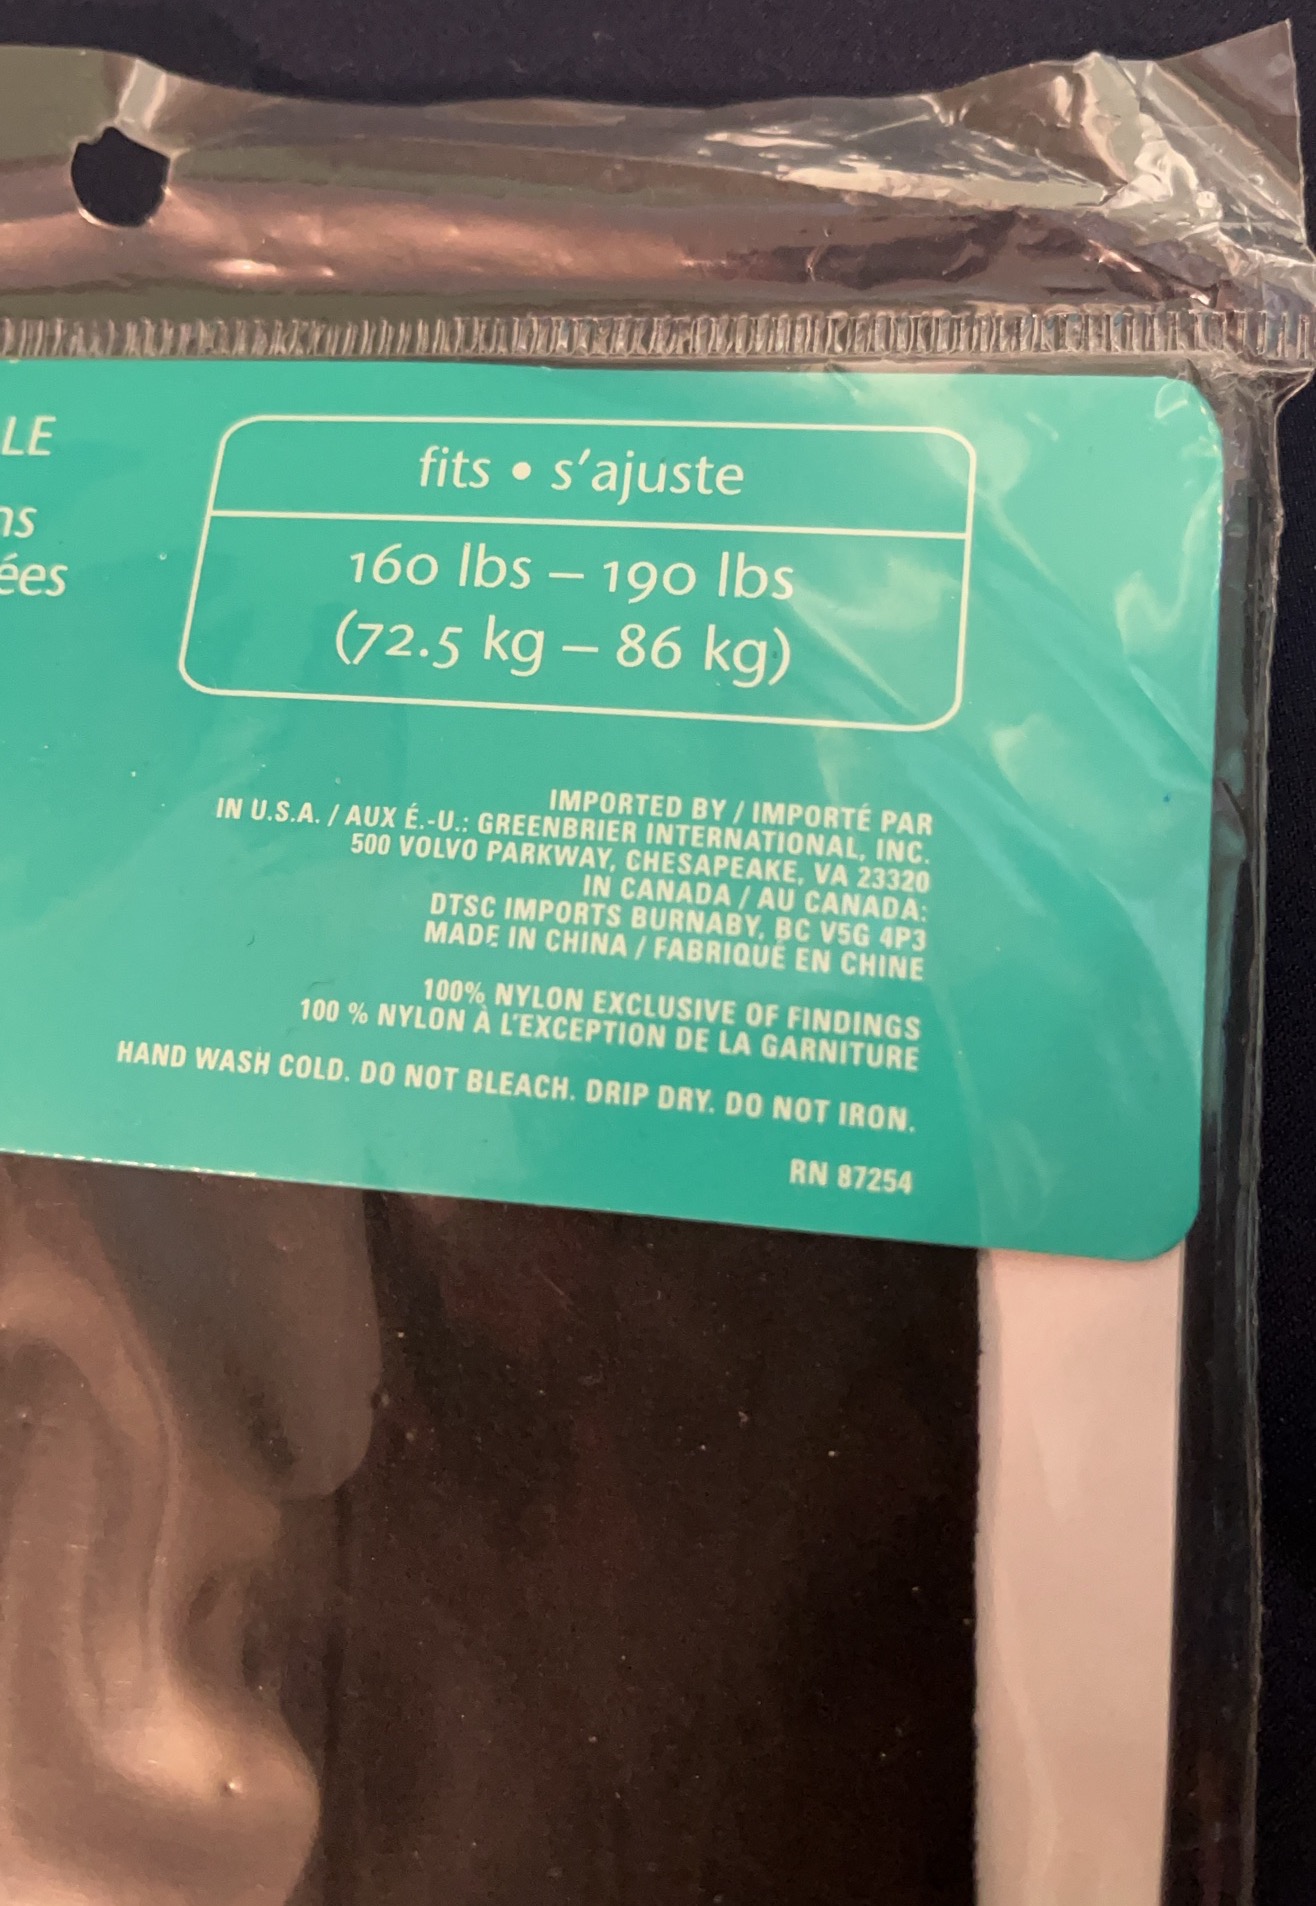 LE
ns
ées
fits • s'ajuste
160 lbs – 190 lbs
(72.5 kg – 86 kg)
IMPORTED BY / IMPORTÉ PAR
IN U.S.A. / AUX É.-U.: GREENBRIER INTERNATIONAL, INC.
500 VOLVO PARKWAY, CHESAPEAKE, VA 23320
IN CANADA / AU CANADA:
DTSC IMPORTS BURNABY, BC V5G 4P3
MADE IN CHINA / FABRIQUÉ EN CHINE
100% NYLON EXCLUSIVE OF FINDINGS
100 % NYLON À L'EXCEPTION DE LA GARNITURE
HAND WASH COLD. DO NOT BLEACH. DRIP DRY. DO NOT IRON.
RN 87254